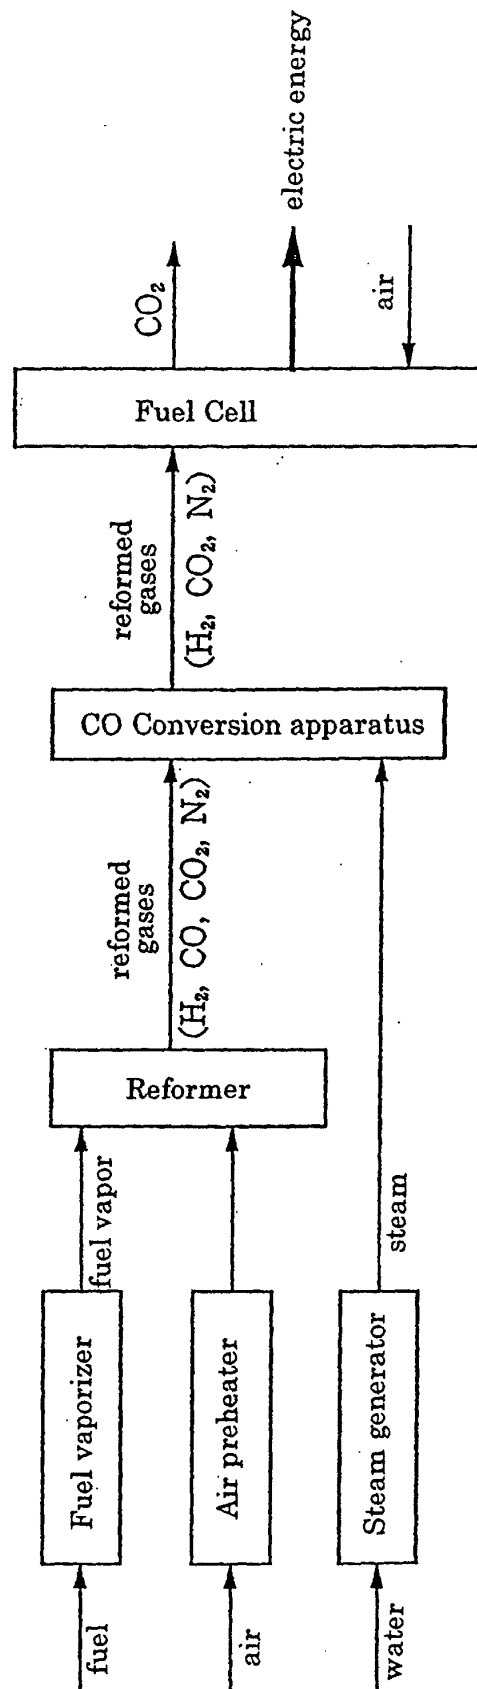 fuel
Fuel vaporizer
fuel vapor
air
Air preheater
water
Steam generator
steam
Reformer
reformed
gases
(H₂, CO, CO₂, N₂)
CO Conversion apparatus
reformed
gases
(H₂, CO₂, N₂)
Fuel Cell
CO₂
electric energy
air